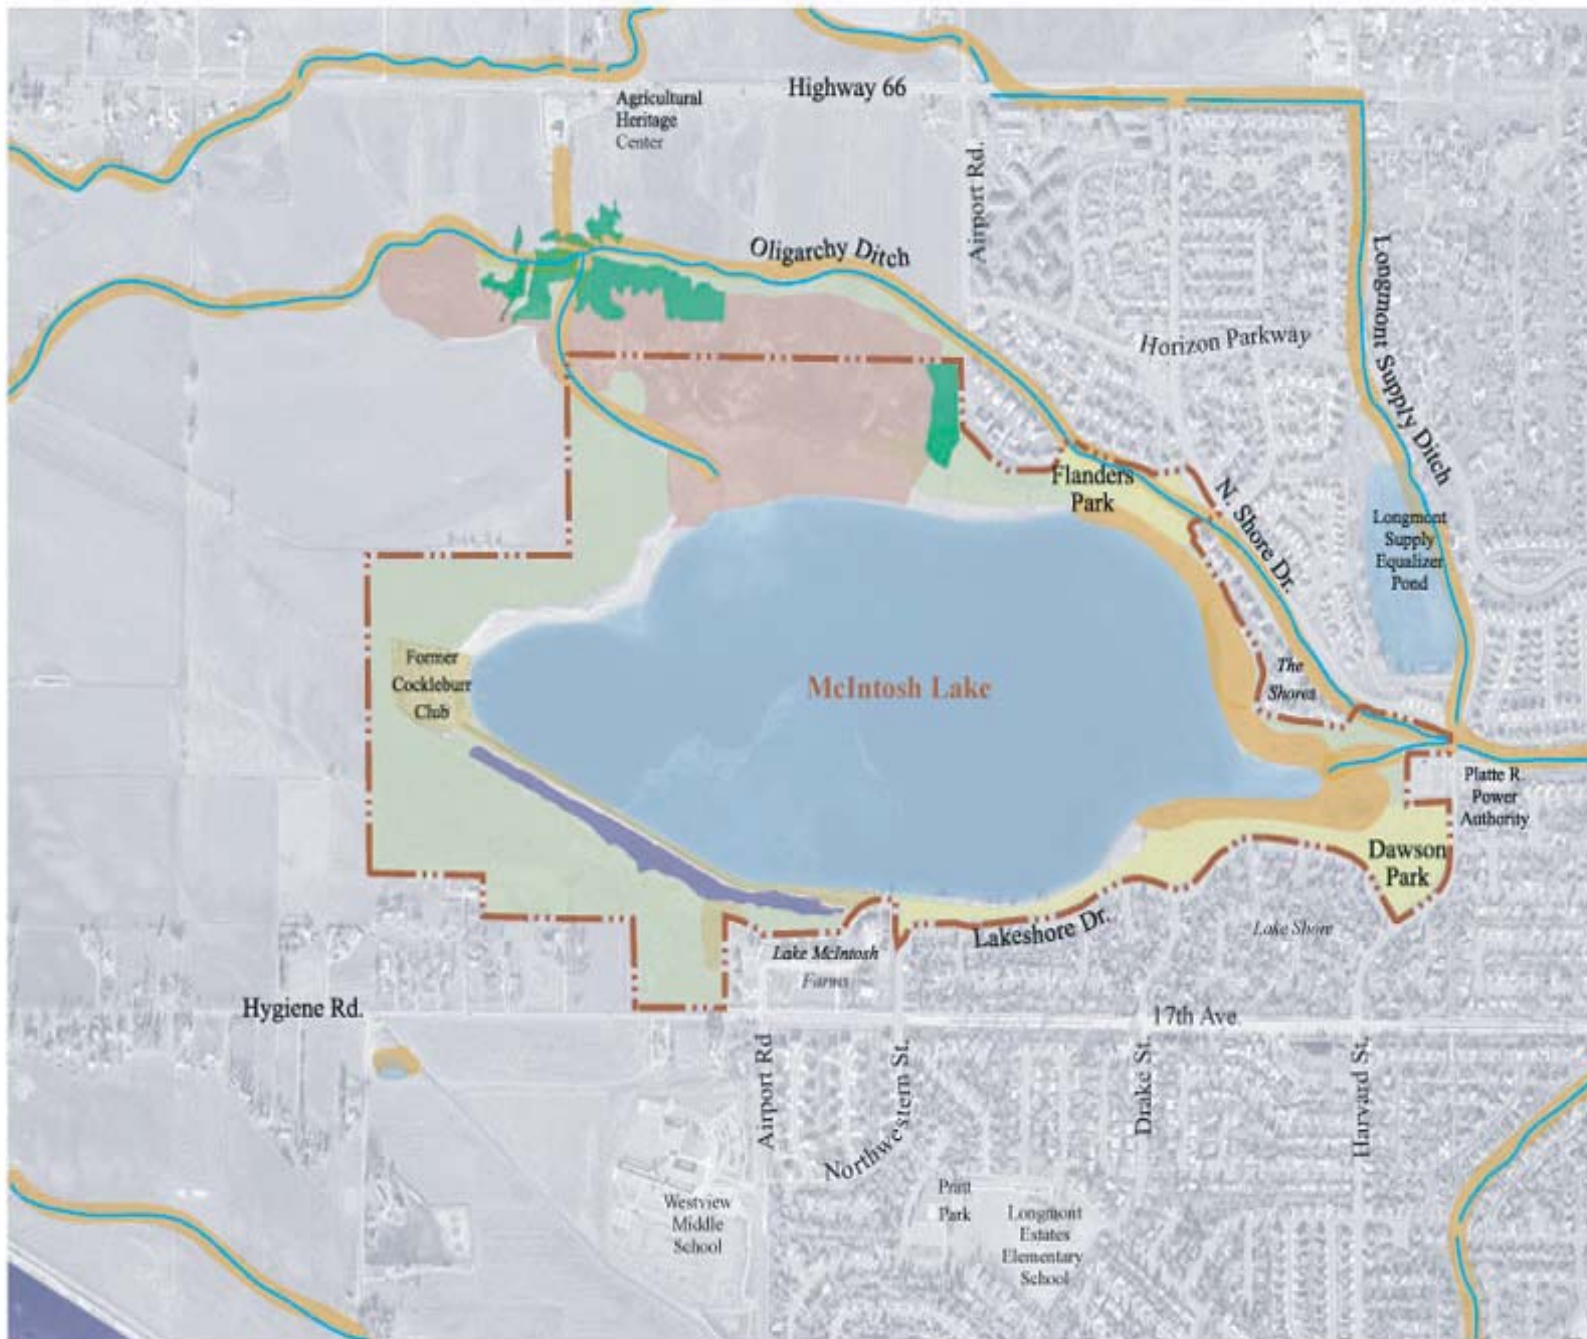 Highway 66
Agricultural
Heritage
Center
Airport Rd.
Oligarchy Ditch
Longmont Supply Ditch
Horizon Parkway
Flanders
Park
N. Shore Dr.
Longmont
Supply
Equalizer
Pond
Former
Cockleburr
Club
McIntosh Lake
The
Shores
Platte R.
Power
Authority
Dawson
Park
Lakeshore Dr.
Lake Shore
Lake McIntosh
Farms
Hygiene Rd.
17th Ave.
Airport Rd
Northwestern St.
Drake St.
Harvard St.
Westview
Middle
School
Park
Longmont
Estates
Elementary
School